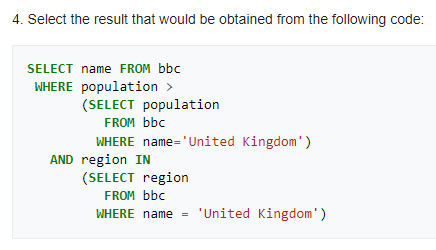 4. Select the result that would be obtained from the following code:
SELECT name FROM bbc
WHERE population >
(SELECT population
FROM bbc
WHERE name='United Kingdom')
AND region IN
(SELECT region
FROM bbc
WHERE name = 'United Kingdom')